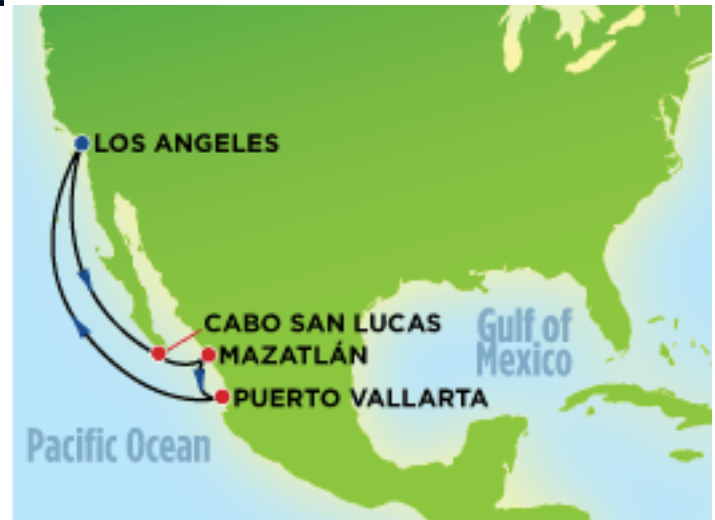 LOS ANGELES
CABO SAN LUCAS
MAZATLÁN
PUERTO VALLARTA
Gulf of
Mexico
Pacific Ocean